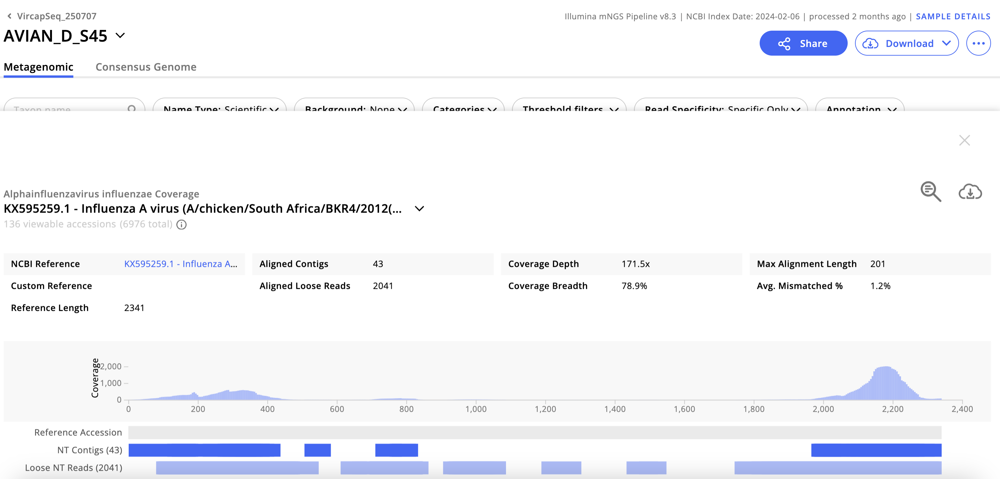 VircapSeq_250707
Illumina mNGS Pipeline v8.3 | NCBI Index Date: 2024-02-06 | processed 2 months ago | SAMPLE DETAILS
AVIAN_D_S45
Share
Download
Metagenomic Consensus Genome
Taxon name Name Type: Scientific Background: None Categories Threshold filters Read Specificity: Specific Only Annotation
Alphainfluenzavirus influenzae Coverage
KX595259.1 - Influenza A virus (A/chicken/South Africa/BKR4/2012(...
136 viewable accessions (6976 total)
NCBI Reference KX595259.1 - Influenza A... Aligned Contigs 43 Coverage Depth 171.5x Max Alignment Length 201
Custom Reference Aligned Loose Reads 2041 Coverage Breadth 78.9% Avg. Mismatched % 1.2%
Reference Length 2341
Coverage
2,000
1,000
0
0 200 400 600 800 1,000 1,200 1,400 1,600 1,800 2,000 2,200 2,400
Reference Accession
NT Contigs (43)
Loose NT Reads (2041)